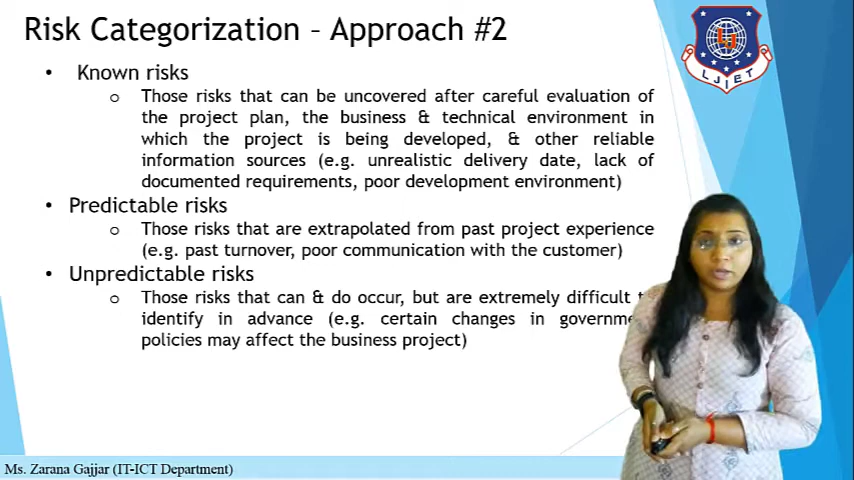 Risk Categorization – Approach #2
• Known risks
o Those risks that can be uncovered after careful evaluation of
the project plan, the business & technical environment in
which the project is being developed, & other reliable
information sources (e.g. unrealistic delivery date, lack of
documented requirements, poor development environment)
• Predictable risks
o Those risks that are extrapolated from past project experience
(e.g. past turnover, poor communication with the customer)
• Unpredictable risks
o Those risks that can & do occur, but are extremely difficult
identify in advance (e.g. certain changes in
policies may affect the business project)
LJIET
Ms. Zarana Gajjar (IT-ICT Department)